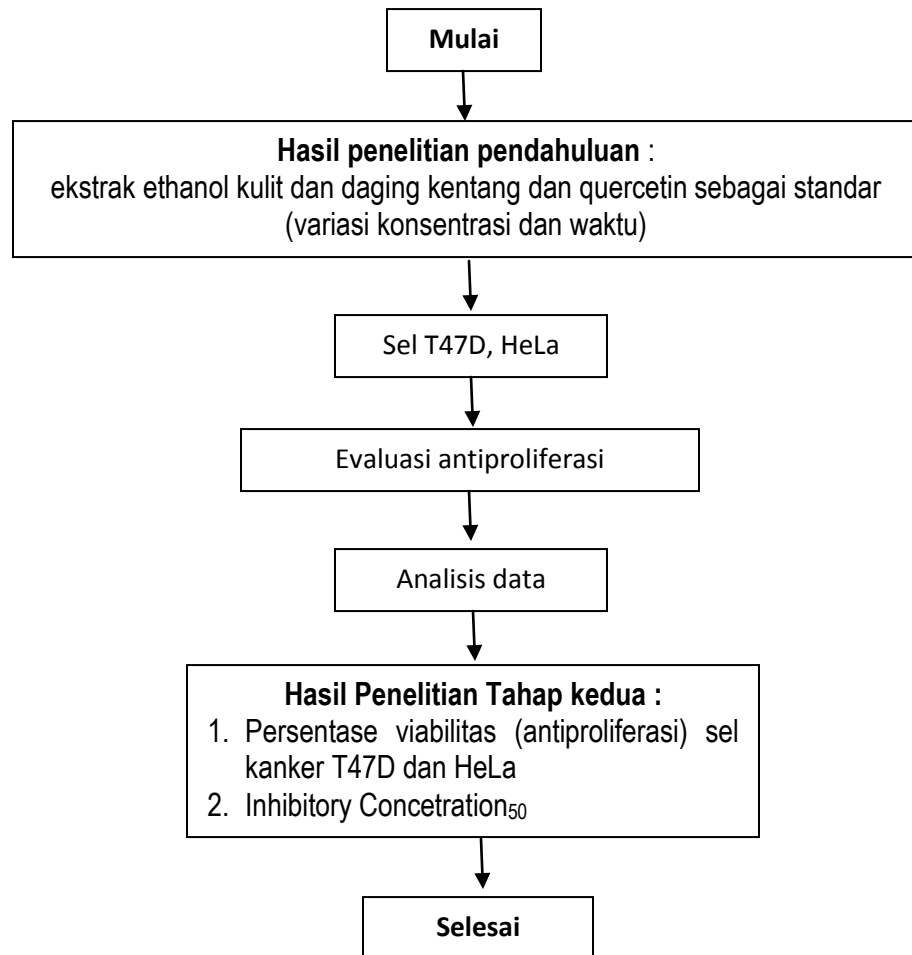 Mulai
Hasil penelitian pendahuluan :
ekstrak ethanol kulit dan daging kentang dan quercetin sebagai standar
(variasi konsentrasi dan waktu)
Sel T47D, HeLa
Evaluasi antiproliferasi
Analisis data
Hasil Penelitian Tahap kedua :
1. Persentase viabilitas (antiproliferasi) sel
kanker T47D dan HeLa
2. Inhibitory Concetration50
Selesai